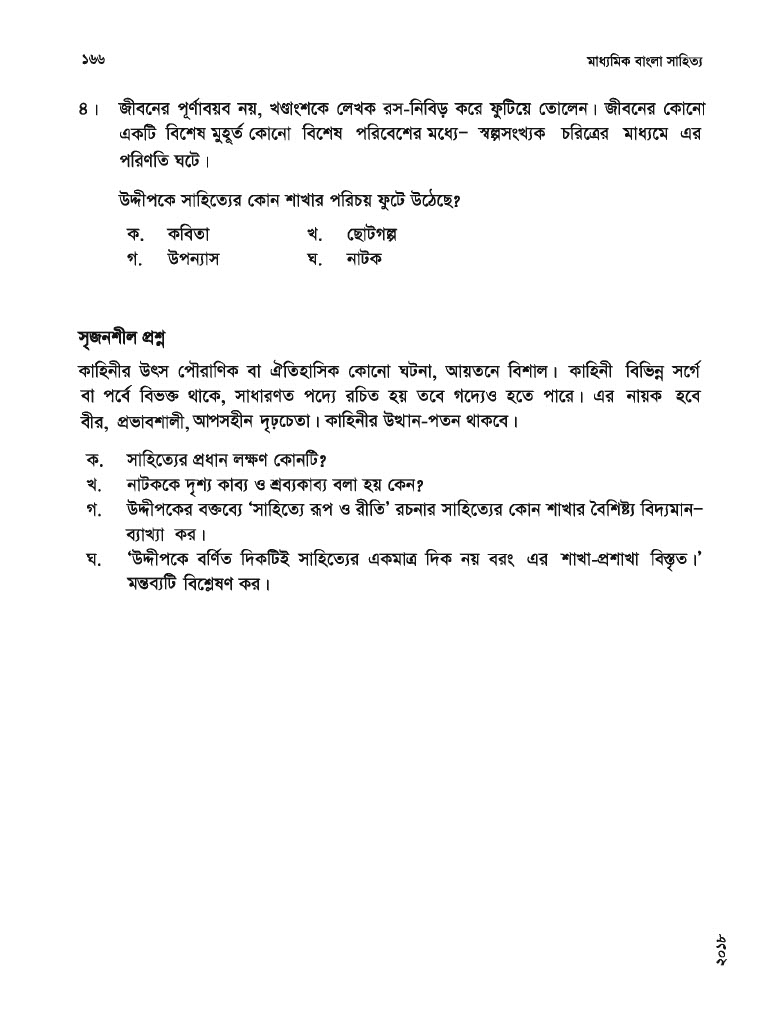 ১৬৬ মাধ্যমিক বাংলা সাহিত্য
৪। জীবনের পূর্ণাবয়ব নয়, খণ্ডাংশকে লেখক রস-নিবিড় করে ফুটিয়ে তোলেন। জীবনের কোনো
একটি বিশেষ মুহূর্ত কোনো বিশেষ পরিবেশের মধ্যে– স্বল্পসংখ্যক চরিত্রের মাধ্যমে এর
পরিণতি ঘটে।
উদ্দীপকে সাহিত্যের কোন শাখার পরিচয় ফুটে উঠেছে?
ক. কবিতা খ. ছোটগল্প
গ. উপন্যাস ঘ. নাটক
সৃজনশীল প্রশ্ন
কাহিনীর উৎস পৌরাণিক বা ঐতিহাসিক কোনো ঘটনা, আয়তনে বিশাল। কাহিনী বিভিন্ন সর্গে
বা পর্বে বিভক্ত থাকে, সাধারণত পদ্যে রচিত হয় তবে গদ্যেও হতে পারে। এর নায়ক হবে
বীর, প্রভাবশালী, আপসহীন দৃঢ়চেতা। কাহিনীর উত্থান-পতন থাকবে।
ক. সাহিত্যের প্রধান লক্ষণ কোনটি?
খ. নাটককে দৃশ্য কাব্য ও শ্রব্যকাব্য বলা হয় কেন?
গ. উদ্দীপকের বক্তব্যে ‘সাহিত্যে রূপ ও রীতি’ রচনার সাহিত্যের কোন শাখার বৈশিষ্ট্য বিদ্যমান–
ব্যাখ্যা কর।
ঘ. ‘উদ্দীপকে বর্ণিত দিকটিই সাহিত্যের একমাত্র দিক নয় বরং এর শাখা-প্রশাখা বিস্তৃত।’
মন্তব্যটি বিশ্লেষণ কর।
২০১৮